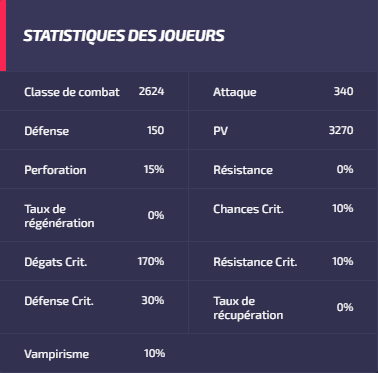 STATISTIQUES DES JOUEURS
Classe de combat 2624
Attaque 340
Défense 150
PV 3270
Perforation 15%
Résistance 0%
Taux de
régénération 0%
Chances Crit. 10%
Dégats Crit. 170%
Résistance Crit. 10%
Défense Crit. 30%
Taux de
récupération 0%
Vampirisme 10%